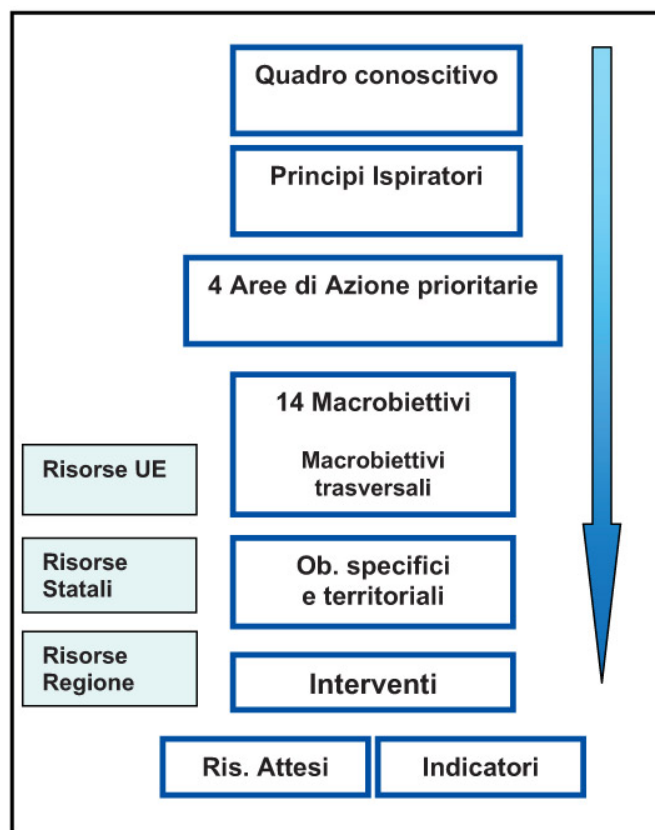 Quadro conoscitivo
Principi Ispiratori
4 Aree di Azione prioritarie
14 Macrobiettivi
Macrobiettivi
trasversali
Risorse UE
Risorse
Statali
Ob. specifici
e territoriali
Risorse
Regione
Interventi
Ris. Attesi
Indicatori